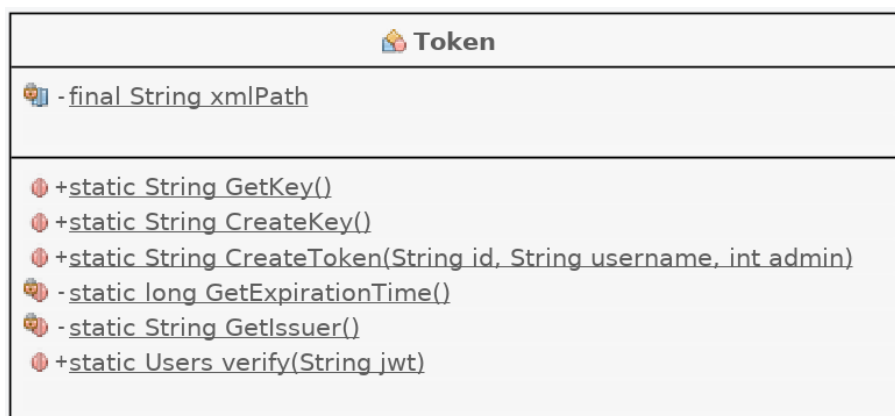 Token
- final String xmlPath
+static String GetKey()
+static String CreateKey()
+static String CreateToken(String id, String username, int admin)
- static long GetExpirationTime()
- static String GetIssuer()
+static Users verify(String jwt)